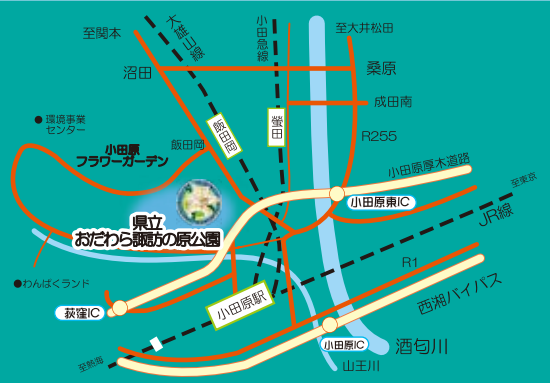 至関本
大雄山線
小田急線
至大井松田
沼田
桑原
成田南
環境事業
センター
飯田岡
螢田
R255
小田原
フラワーガーデン
飯田岡
小田原厚木道路
至東京
小田原東IC
県立
おだわら諏訪の原公園
JR線
わんぱくランド
R1
荻窪IC
小田原駅
西湘バイパス
小田原IC
酒匂川
至熱海
山王川